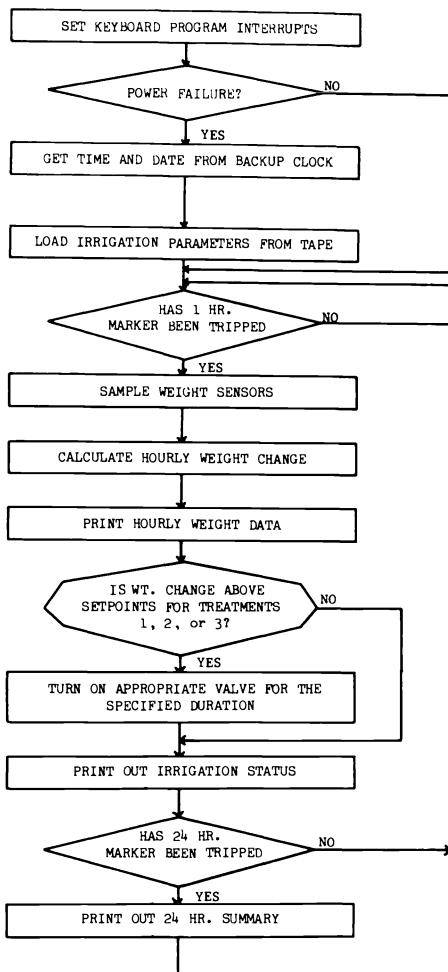 SET KEYBOARD PROGRAM INTERRUPTS
POWER FAILURE?
NO
YES
GET TIME AND DATE FROM BACKUP CLOCK
LOAD IRRIGATION PARAMETERS FROM TAPE
HAS 1 HR.
MARKER BEEN TRIPPED
NO
YES
SAMPLE WEIGHT SENSORS
CALCULATE HOURLY WEIGHT CHANGE
PRINT HOURLY WEIGHT DATA
IS WT. CHANGE ABOVE
SETPOINTS FOR TREATMENTS
1, 2, or 3?
NO
YES
TURN ON APPROPRIATE VALVE FOR THE
SPECIFIED DURATION
PRINT OUT IRRIGATION STATUS
HAS 24 HR.
MARKER BEEN TRIPPED
NO
YES
PRINT OUT 24 HR. SUMMARY